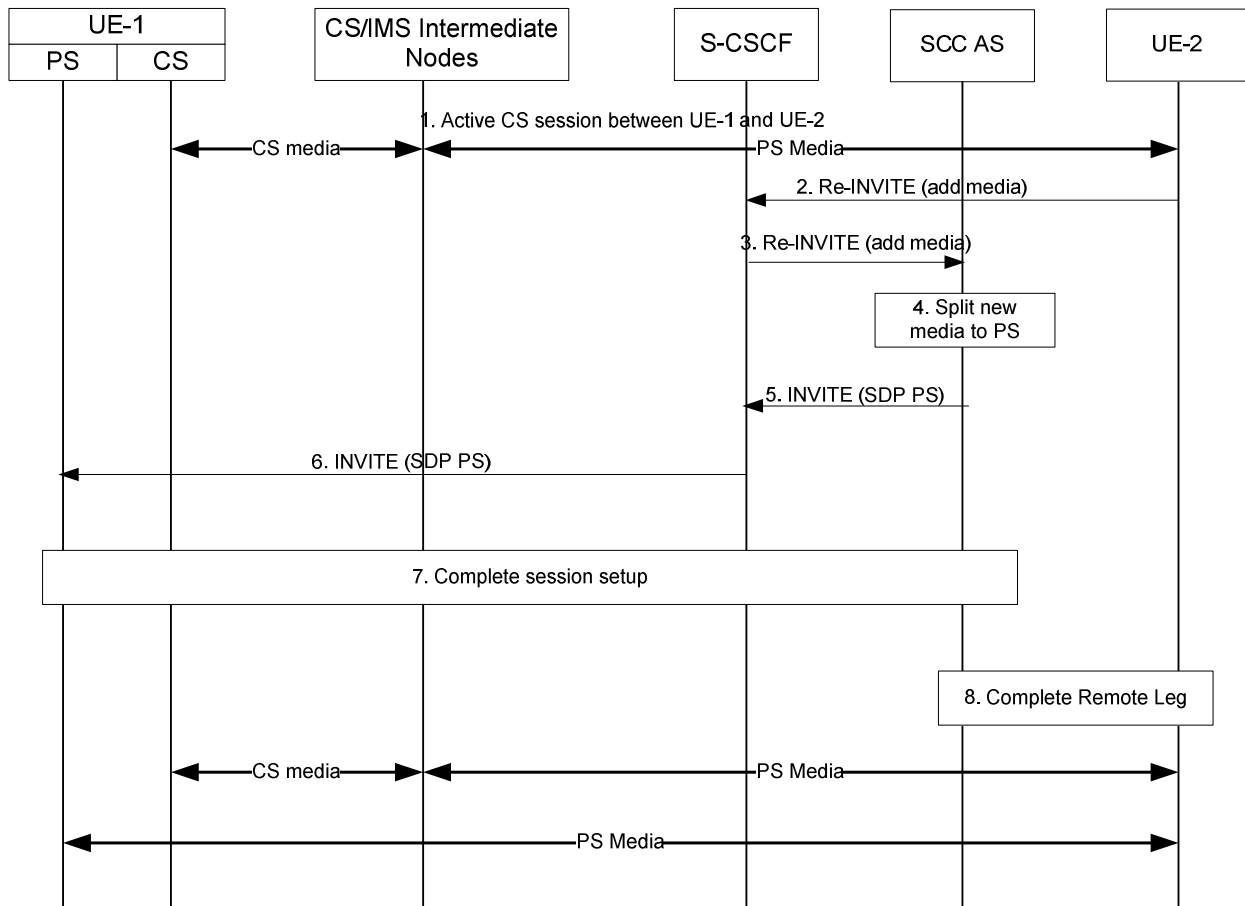 UE-1
PS
CS
CS/IMS Intermediate
Nodes
S-CSCF
SCC AS
UE-2
1. Active CS session between UE-1 and UE-2
CS media
PS Media
2. Re-INVITE (add media)
3. Re-INVITE (add media)
4. Split new
media to PS
5. INVITE (SDP PS)
6. INVITE (SDP PS)
7. Complete session setup
8. Complete Remote Leg
CS media
PS Media
PS Media